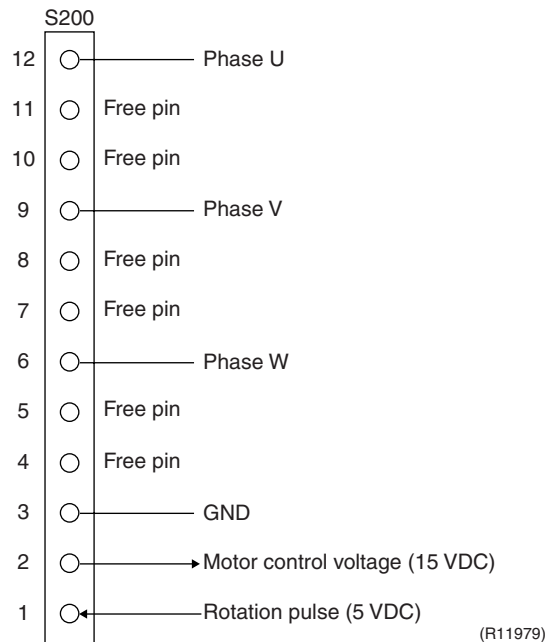 S200
12 Phase U
11 Free pin
10 Free pin
9 Phase V
8 Free pin
7 Free pin
6 Phase W
5 Free pin
4 Free pin
3 GND
2 Motor control voltage (15 VDC)
1 Rotation pulse (5 VDC)
(R11979)